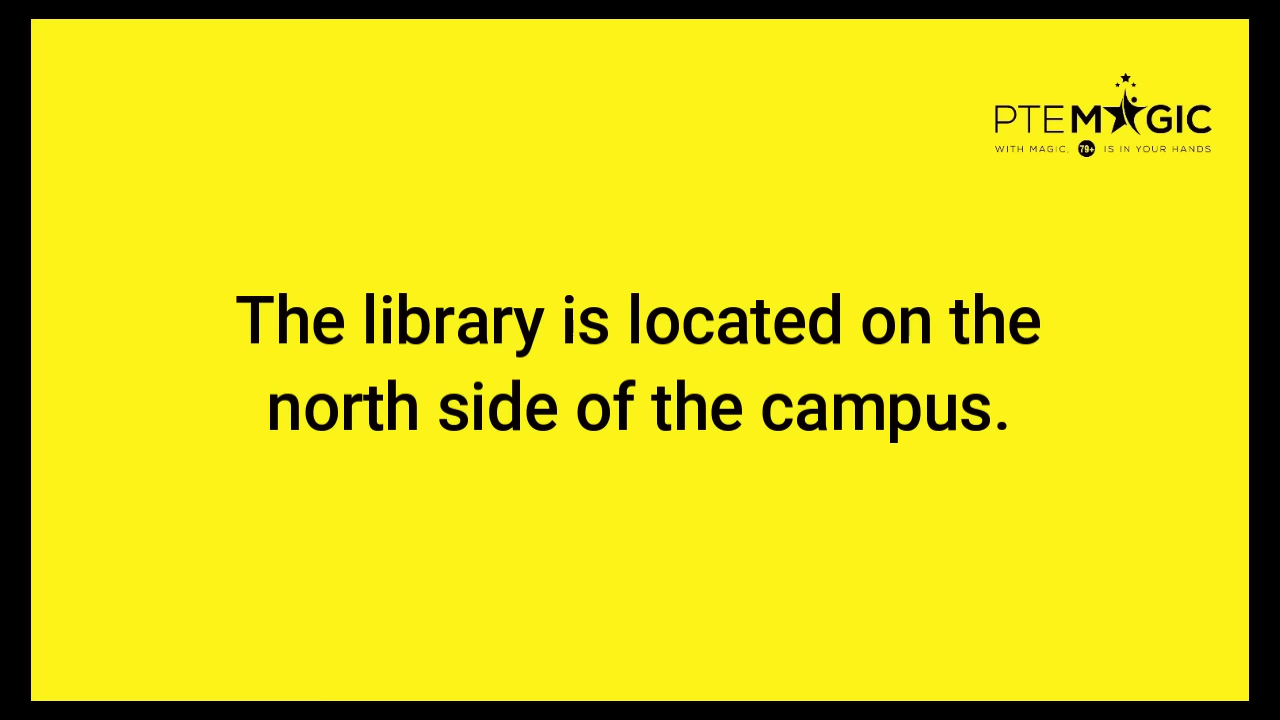 PTEMAGIC
WITH MAGIC, 79+ IS IN YOUR HANDS
The library is located on the
north side of the campus.